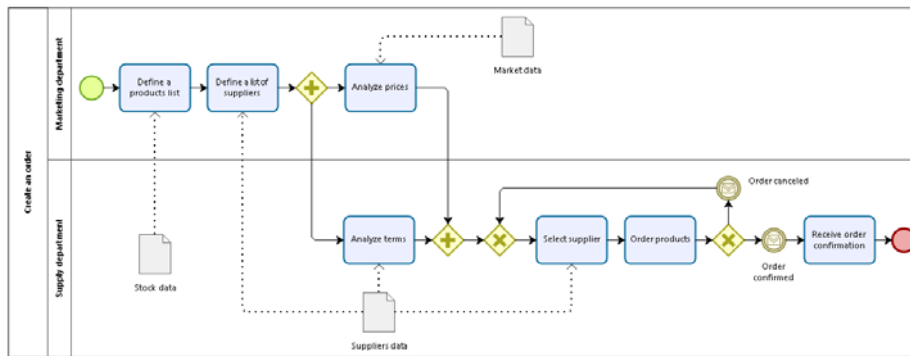 Create an order
Marketing department
Define a
products list
Define a list of
suppliers
Analyze prices
Market data
Supply department
Stock data
Analyze terms
Suppliers data
Select supplier
Order products
Order canceled
Order
confirmed
Receive order
confirmation